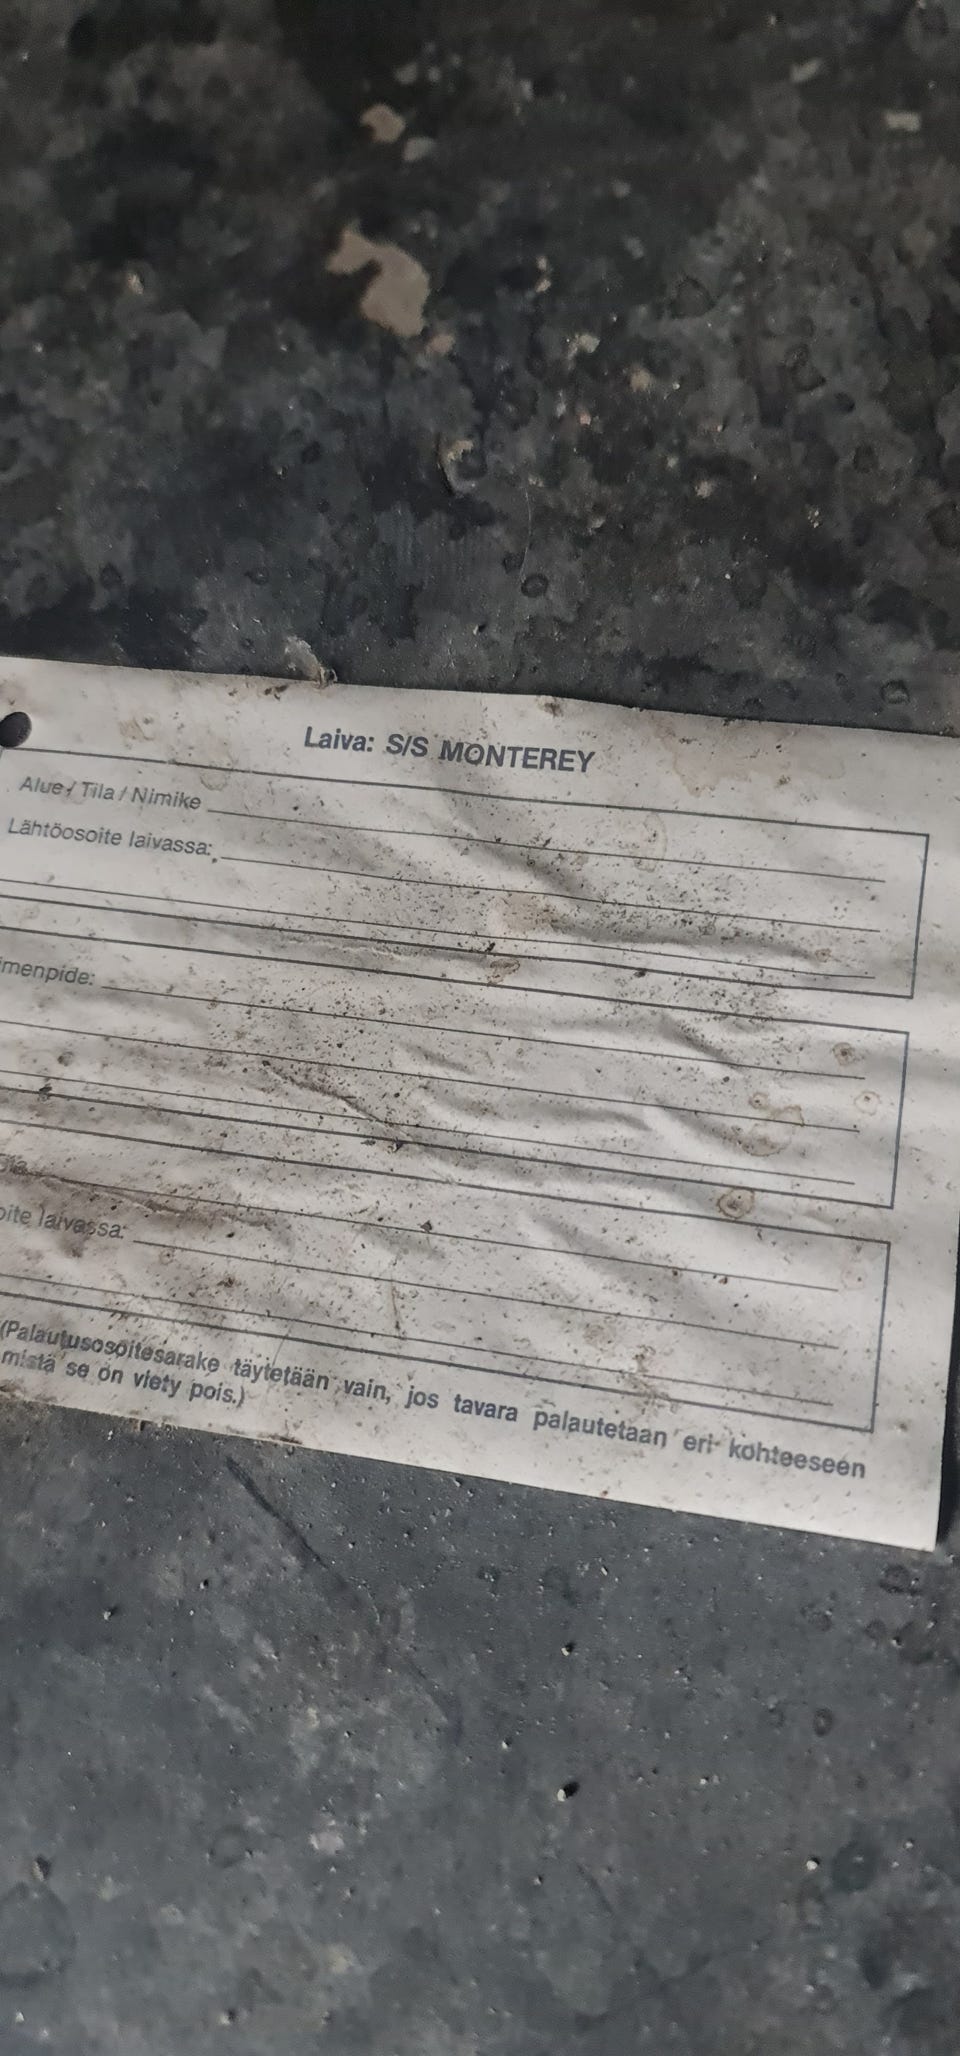 Laiva: S/S MONTEREY
Alue / Tila / Nimike
Lähtöosoite laivassa:
imenpide:
oite laivassa:
(Palautusosoitesarake täytetään vain, jos tavara palautetaan eri kohteeseen
mistä se on viety pois.)